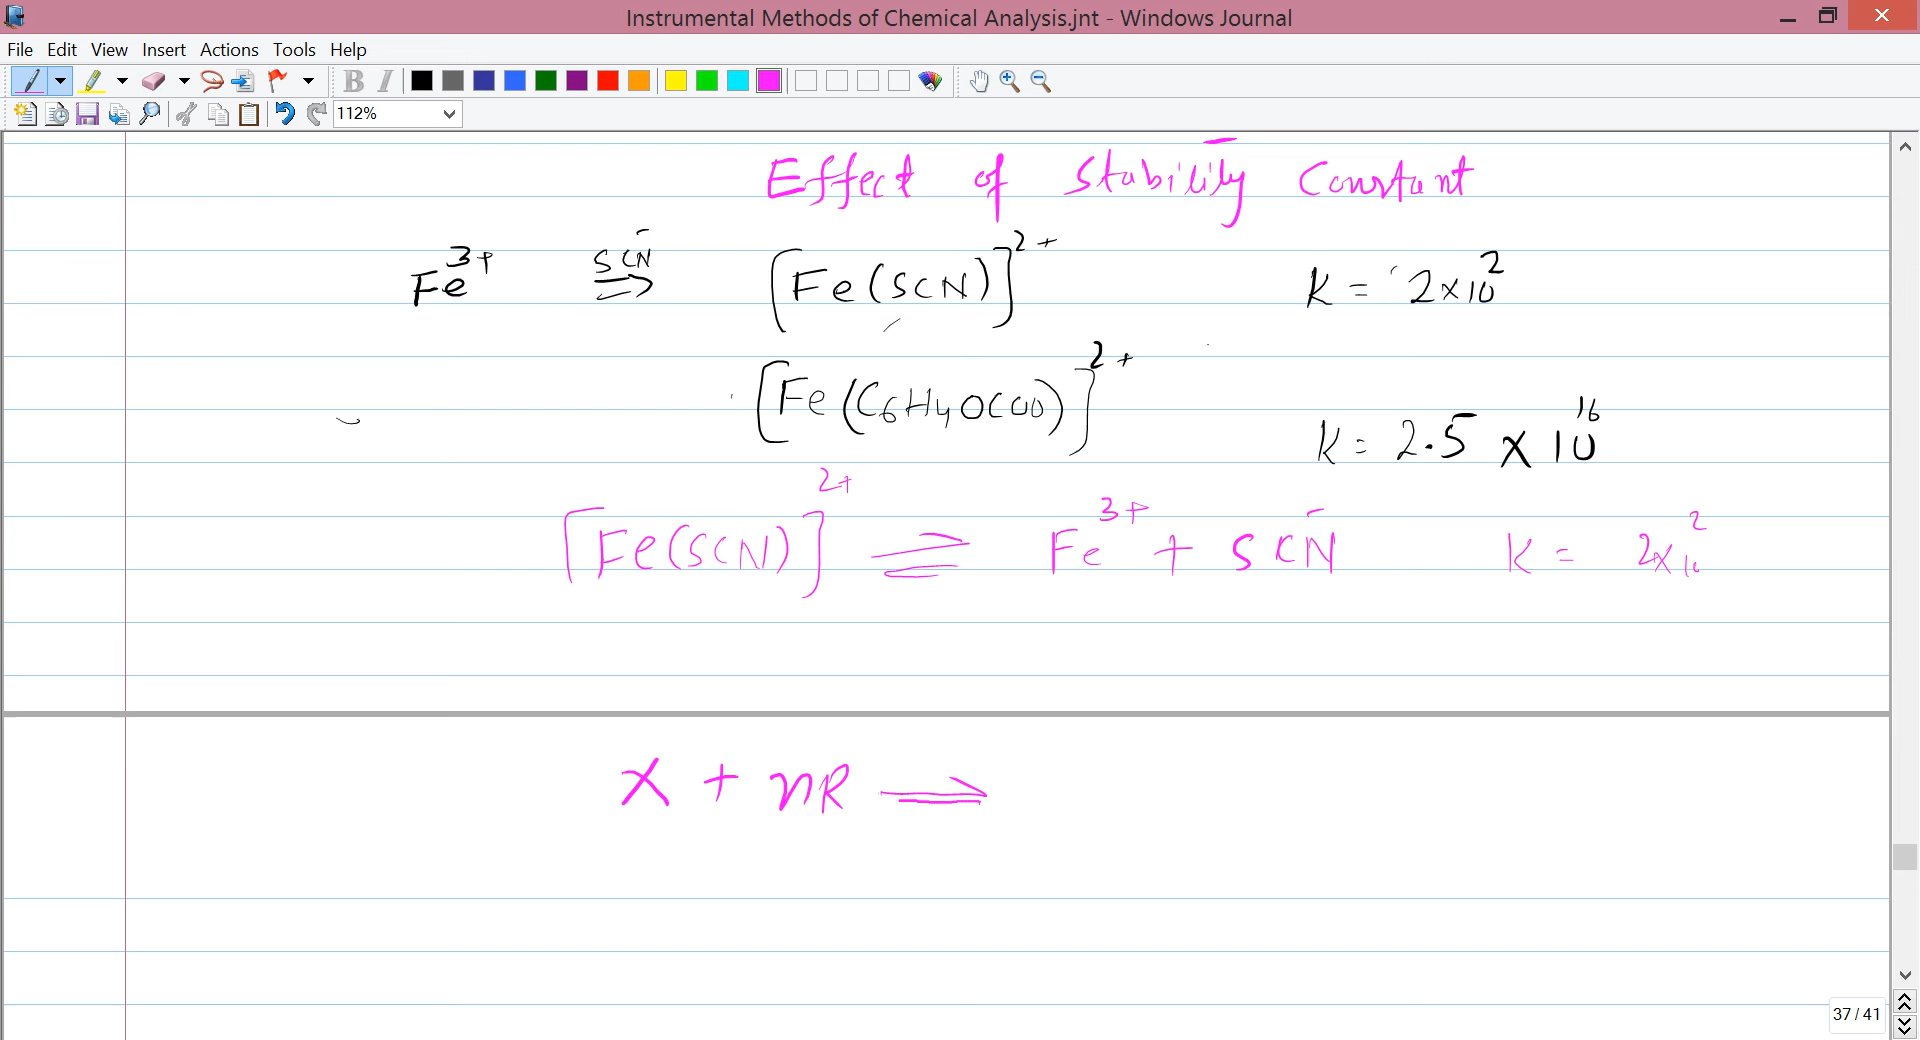 Instrumental Methods of Chemical Analysis.jnt - Windows Journal
File Edit View Insert Actions Tools Help
B I
112%
Effect of Stability Constant
Fe³⁺ ⇌ SCN⁻ [Fe(SCN)]²⁺ K = 2×10²
[Fe(C₆H₄OCOO)]²⁺ K = 2.5 × 10¹⁶
[Fe(SCN)]²⁺ ⇌ Fe³⁺ + SCN⁻ K = 2×10²
X + nR ⇌
37 / 41